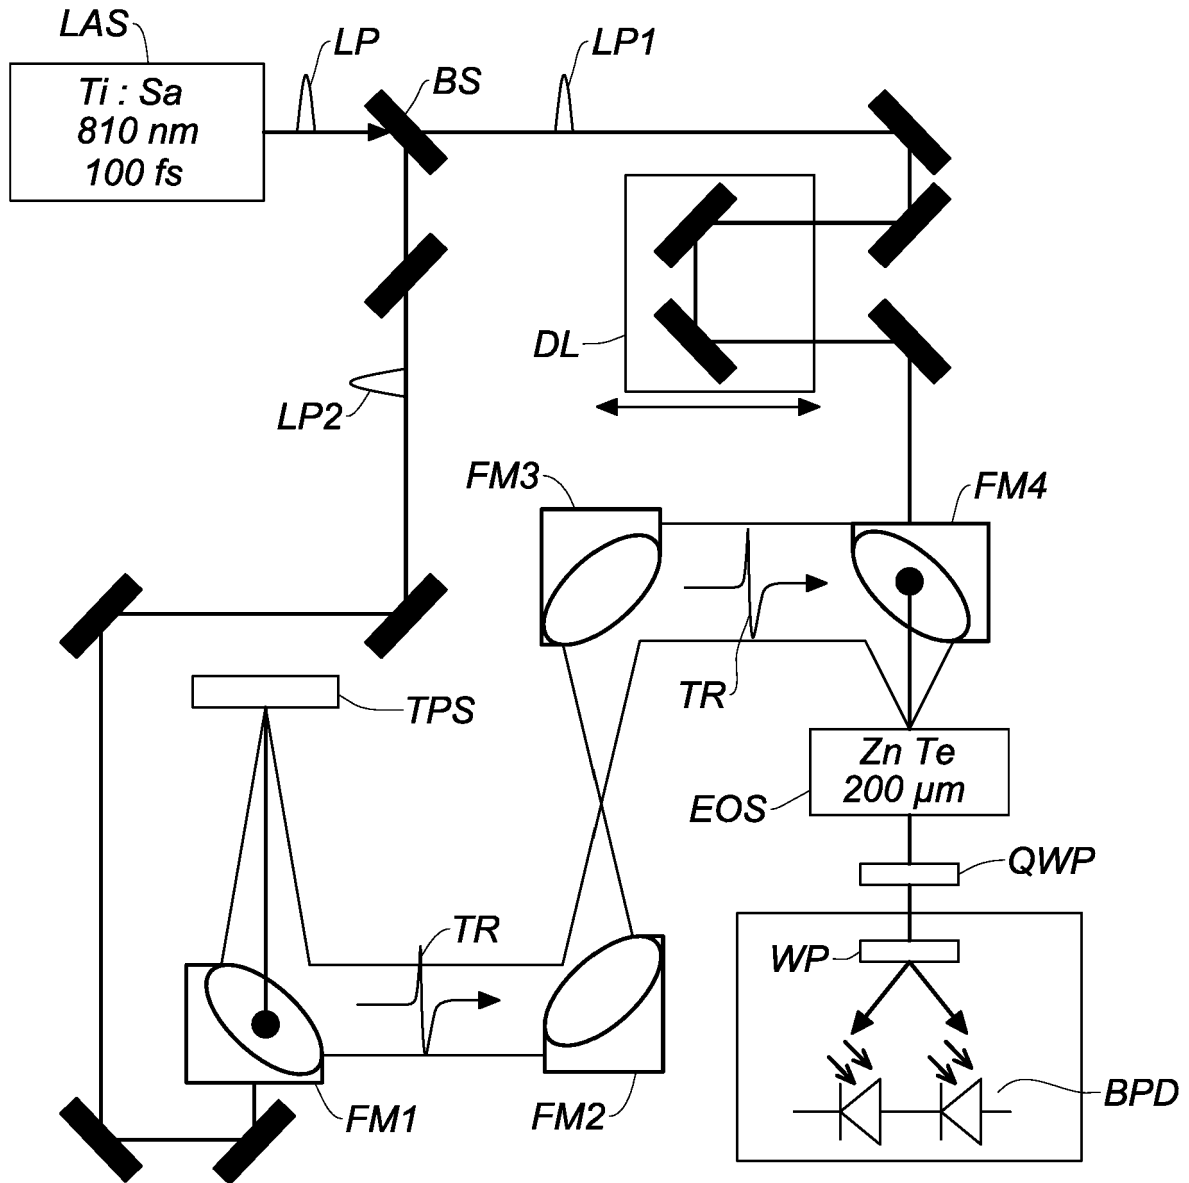 LAS
LP
LP1
BS
Ti : Sa
810 nm
100 fs
DL
LP2
FM3
FM4
TPS
TR
Zn Te
200 µm
EOS
QWP
TR
WP
BPD
FM1
FM2